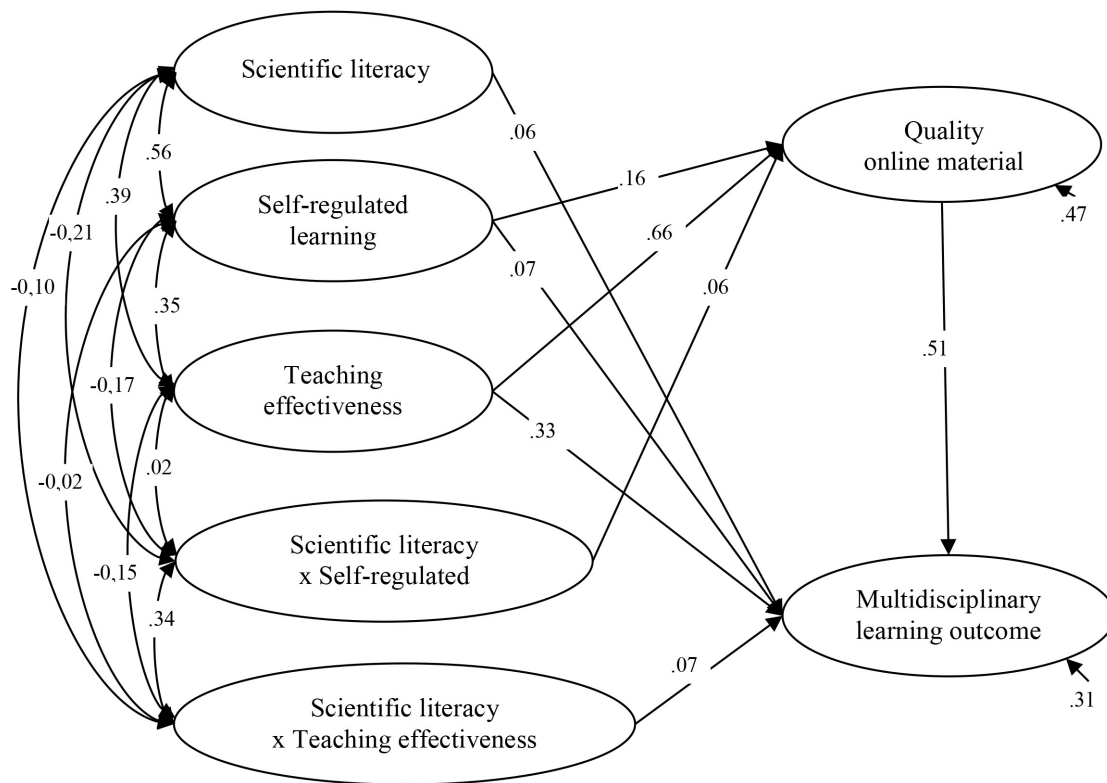 Scientific literacy
.06
Quality
online material
.56
.39
-0,21
Self-regulated
learning
.16
.47
.66
.07
-0,10
.35
.06
.51
Teaching
effectiveness
-0,17
.33
.02
-0,02
Scientific literacy
x Self-regulated
-0,15
.34
Multidisciplinary
learning outcome
.07
.31
Scientific literacy
x Teaching effectiveness